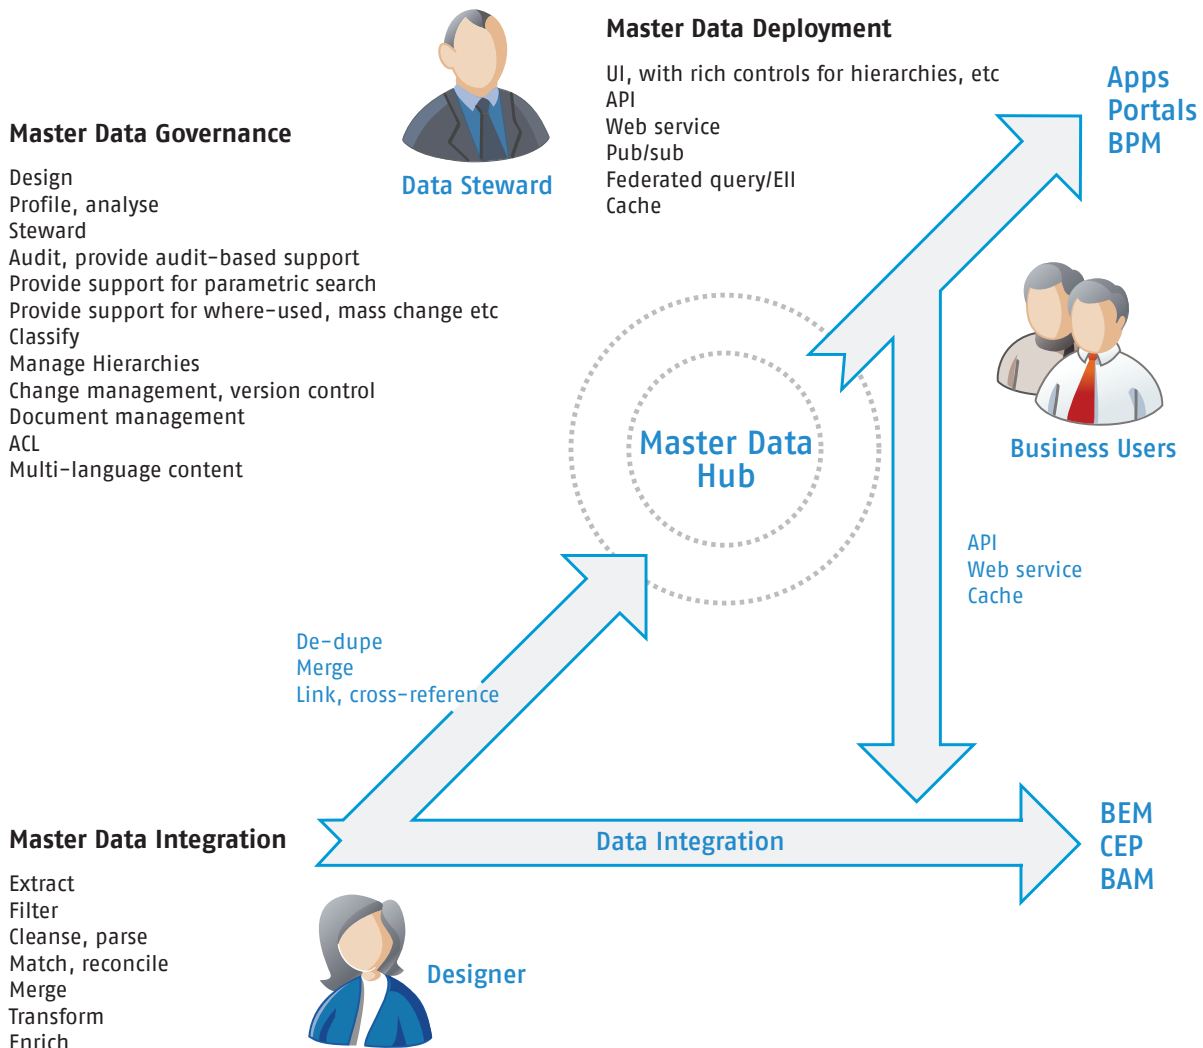 Master Data Deployment
UI, with rich controls for hierarchies, etc
API
Web service
Pub/sub
Federated query/EII
Cache
Apps
Portals
BPM
Data Steward
Master Data Governance
Design
Profile, analyse
Steward
Audit, provide audit-based support
Provide support for parametric search
Provide support for where-used, mass change etc
Classify
Manage Hierarchies
Change management, version control
Document management
ACL
Multi-language content
Master Data
Hub
Business Users
API
Web service
Cache
De-dupe
Merge
Link, cross-reference
Master Data Integration
Extract
Filter
Cleanse, parse
Match, reconcile
Merge
Transform
Enrich
Data Integration
BEM
CEP
BAM
Designer